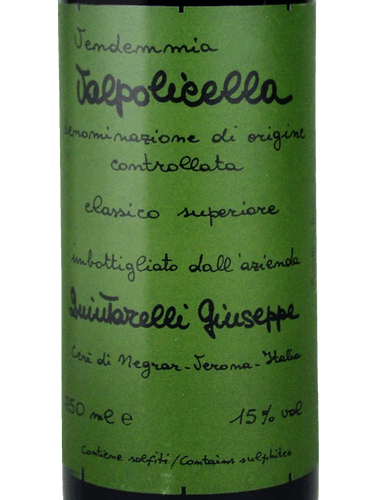 Vendemmia
Valpolicella
denominazione di origine
controllata
classico superiore
imbottigliato dall'azienda
Quintarelli Giuseppe
Cerè di Negrar-Verona-Italia
50 ml e 15% vol
Contiene solfiti/Contains sulphites